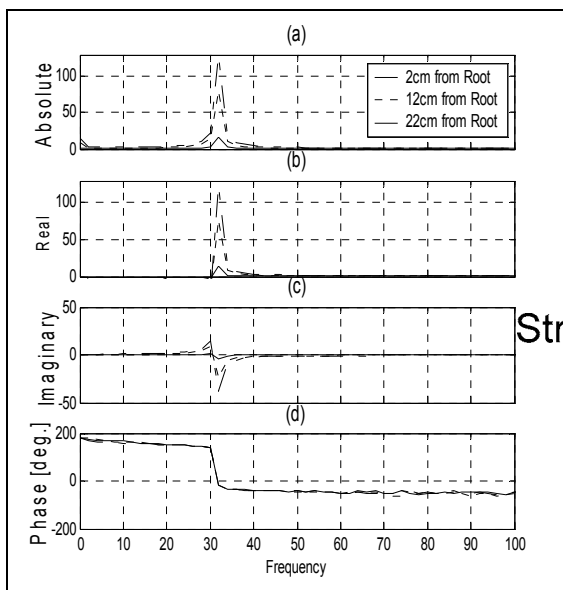 (a)
Absolute
100
50
0
2cm from Root
12cm from Root
22cm from Root
(b)
Real
100
50
0
(c)
Imaginary
50
0
-50
Str
(d)
Phase [deg.]
200
0
-200
0 10 20 30 40 50 60 70 80 90 100
Frequency